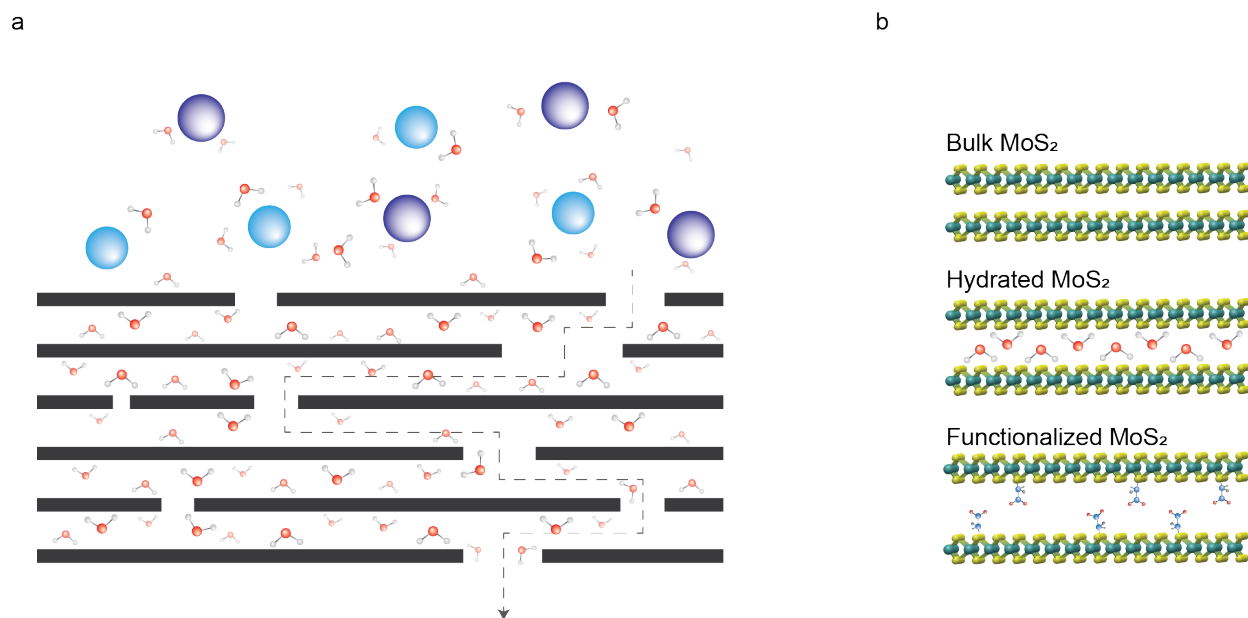 a
b
Bulk MoS₂
Hydrated MoS₂
Functionalized MoS₂